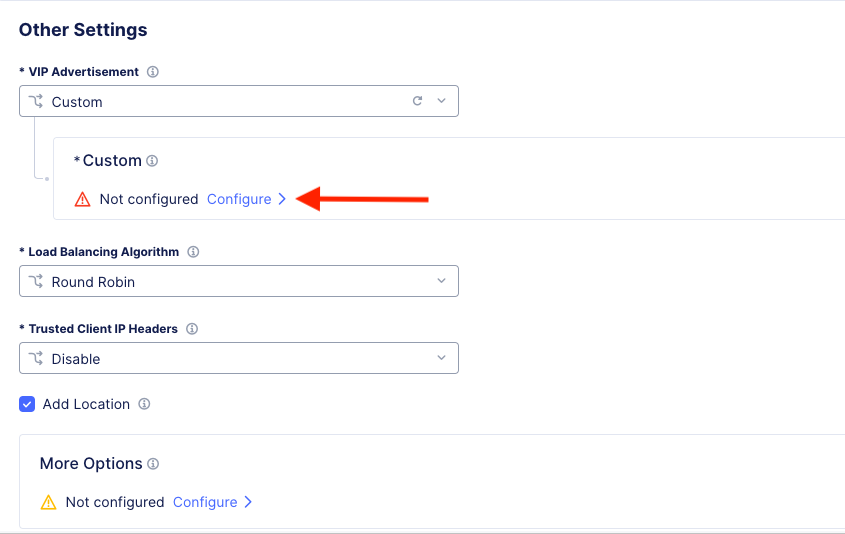 Other Settings
* VIP Advertisement
Custom
* Custom
Not configured Configure
* Load Balancing Algorithm
Round Robin
* Trusted Client IP Headers
Disable
Add Location
More Options
Not configured Configure